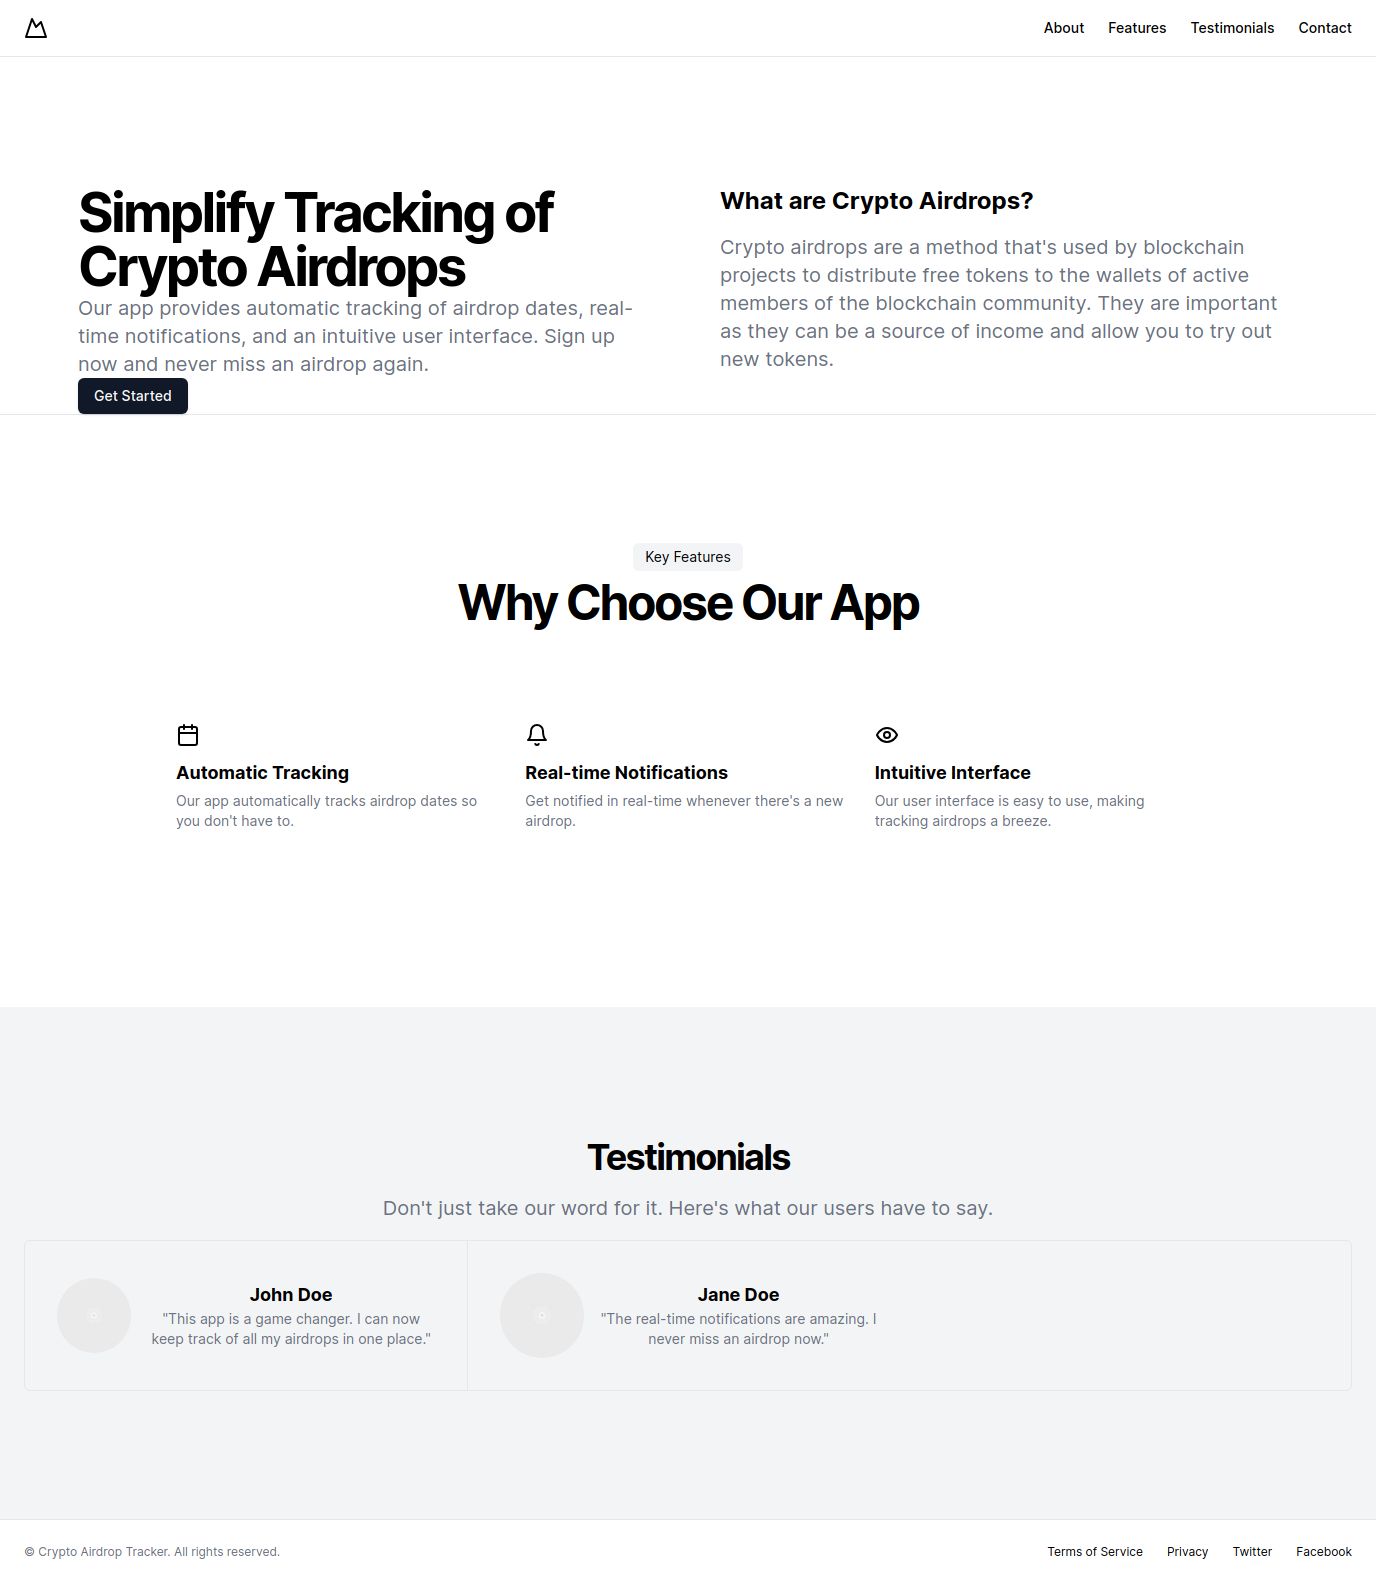 About Features Testimonials Contact
Simplify Tracking of
Crypto Airdrops
Our app provides automatic tracking of airdrop dates, real-
time notifications, and an intuitive user interface. Sign up
now and never miss an airdrop again.
Get Started
What are Crypto Airdrops?
Crypto airdrops are a method that's used by blockchain
projects to distribute free tokens to the wallets of active
members of the blockchain community. They are important
as they can be a source of income and allow you to try out
new tokens.
Key Features
Why Choose Our App
Automatic Tracking
Our app automatically tracks airdrop dates so
you don't have to.
Real-time Notifications
Get notified in real-time whenever there's a new
airdrop.
Intuitive Interface
Our user interface is easy to use, making
tracking airdrops a breeze.
Testimonials
Don't just take our word for it. Here's what our users have to say.
John Doe
"This app is a game changer. I can now
keep track of all my airdrops in one place."
Jane Doe
"The real-time notifications are amazing. I
never miss an airdrop now."
© Crypto Airdrop Tracker. All rights reserved.
Terms of Service Privacy Twitter Facebook